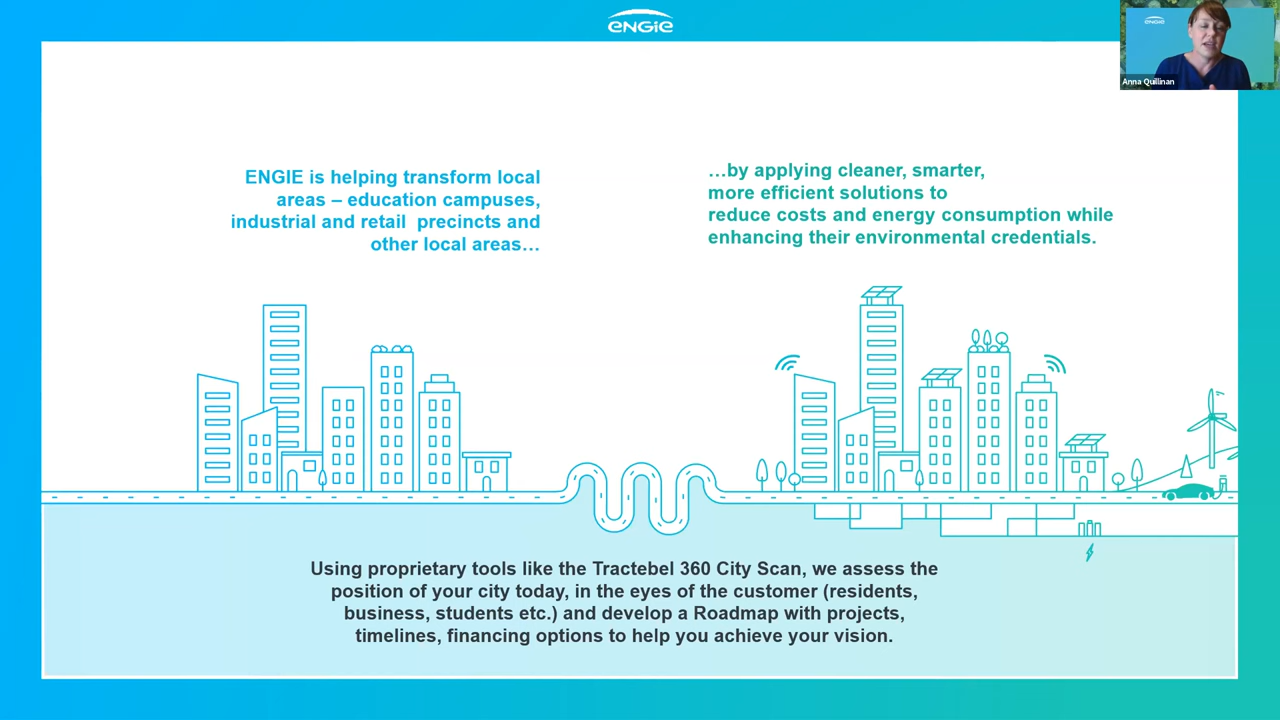 ENGIE
ENGIE
Anna Quillinan
ENGIE is helping transform local
areas – education campuses,
industrial and retail precincts and
other local areas…
…by applying cleaner, smarter,
more efficient solutions to
reduce costs and energy consumption while
enhancing their environmental credentials.
Using proprietary tools like the Tractebel 360 City Scan, we assess the
position of your city today, in the eyes of the customer (residents,
business, students etc.) and develop a Roadmap with projects,
timelines, financing options to help you achieve your vision.